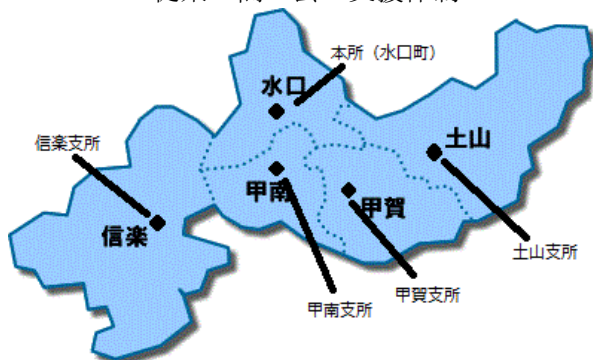 本所（水口町）
水口
土山
信楽支所
甲南
甲賀
信楽
土山支所
甲賀支所
甲南支所